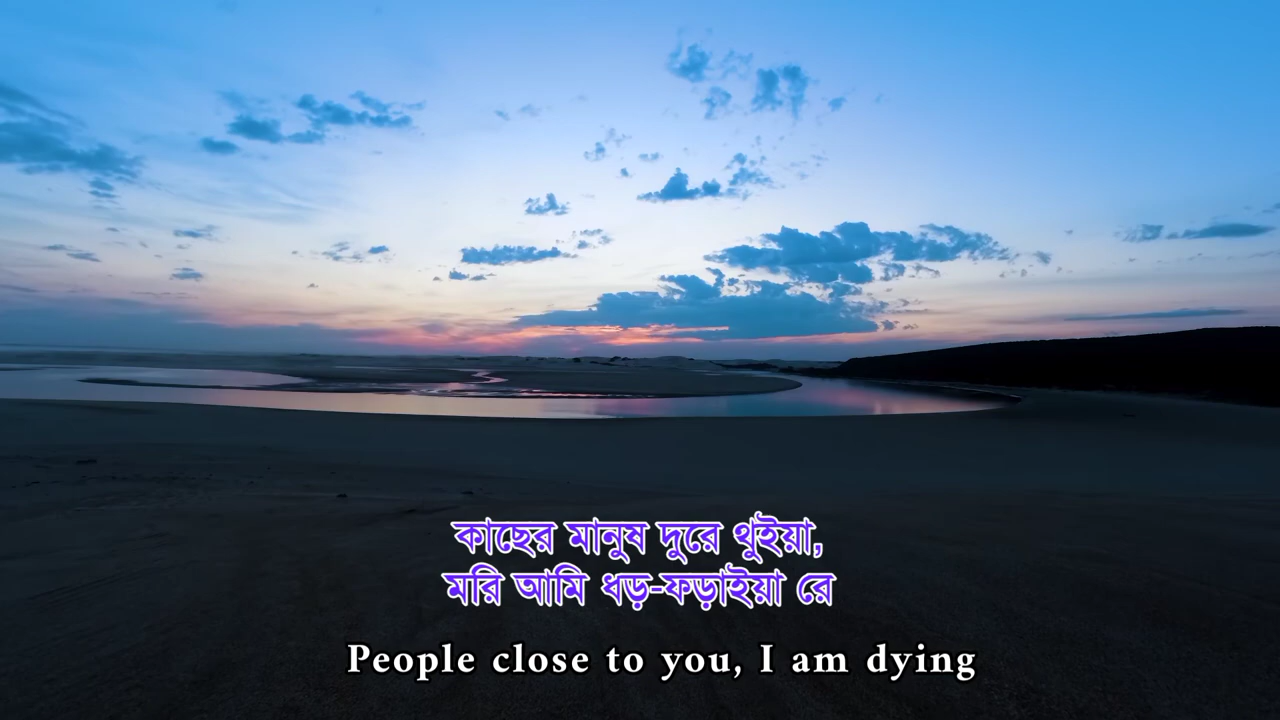 কাছের মানুষ দুরে থুইয়া,
মরি আমি ধড়-ফড়াইয়া রে
People close to you, I am dying